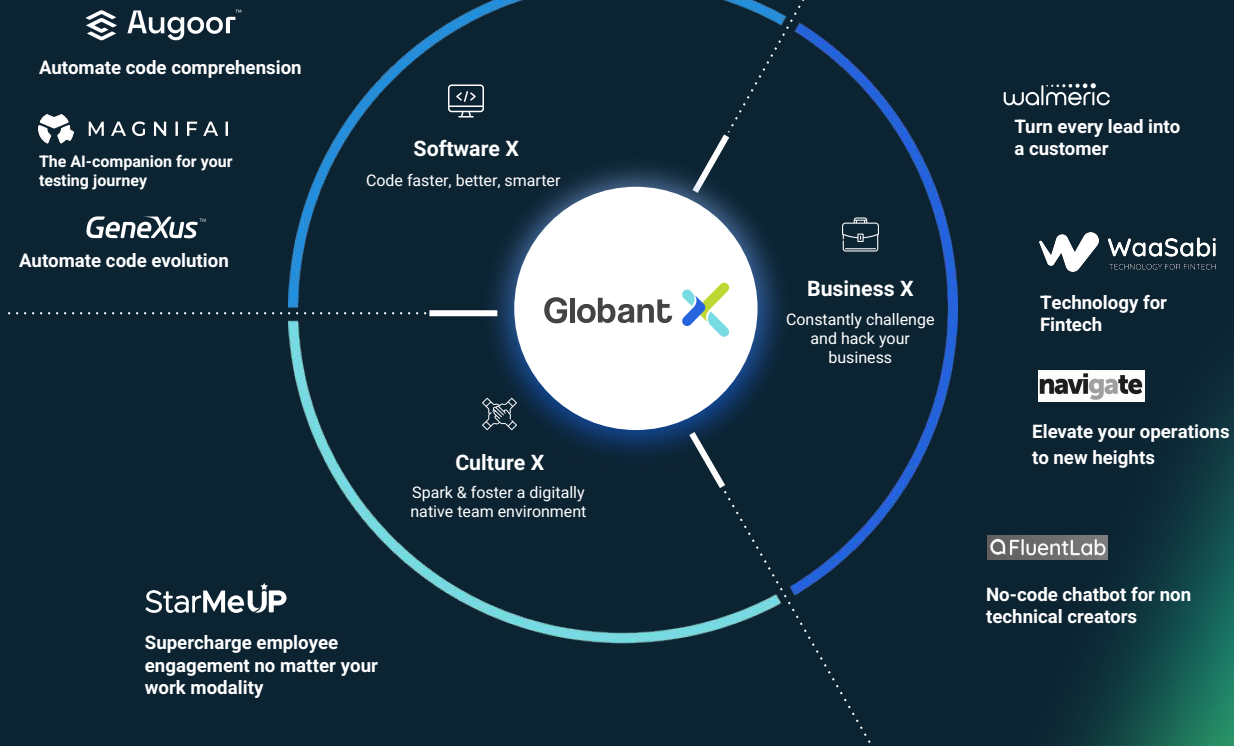 Augoor™
Automate code comprehension
MAGNIFAI
The AI-companion for your
testing journey
GeneXus™
Automate code evolution
</>
Software X
Code faster, better, smarter
Globant X
Business X
Constantly challenge
and hack your
business
Culture X
Spark & foster a digitally
native team environment
StarMeUP
Supercharge employee
engagement no matter your
work modality
walmeric
Turn every lead into
a customer
WaaSabi
TECHNOLOGY FOR FINTECH
Technology for
Fintech
navigate
Elevate your operations
to new heights
FluentLab
No-code chatbot for non
technical creators